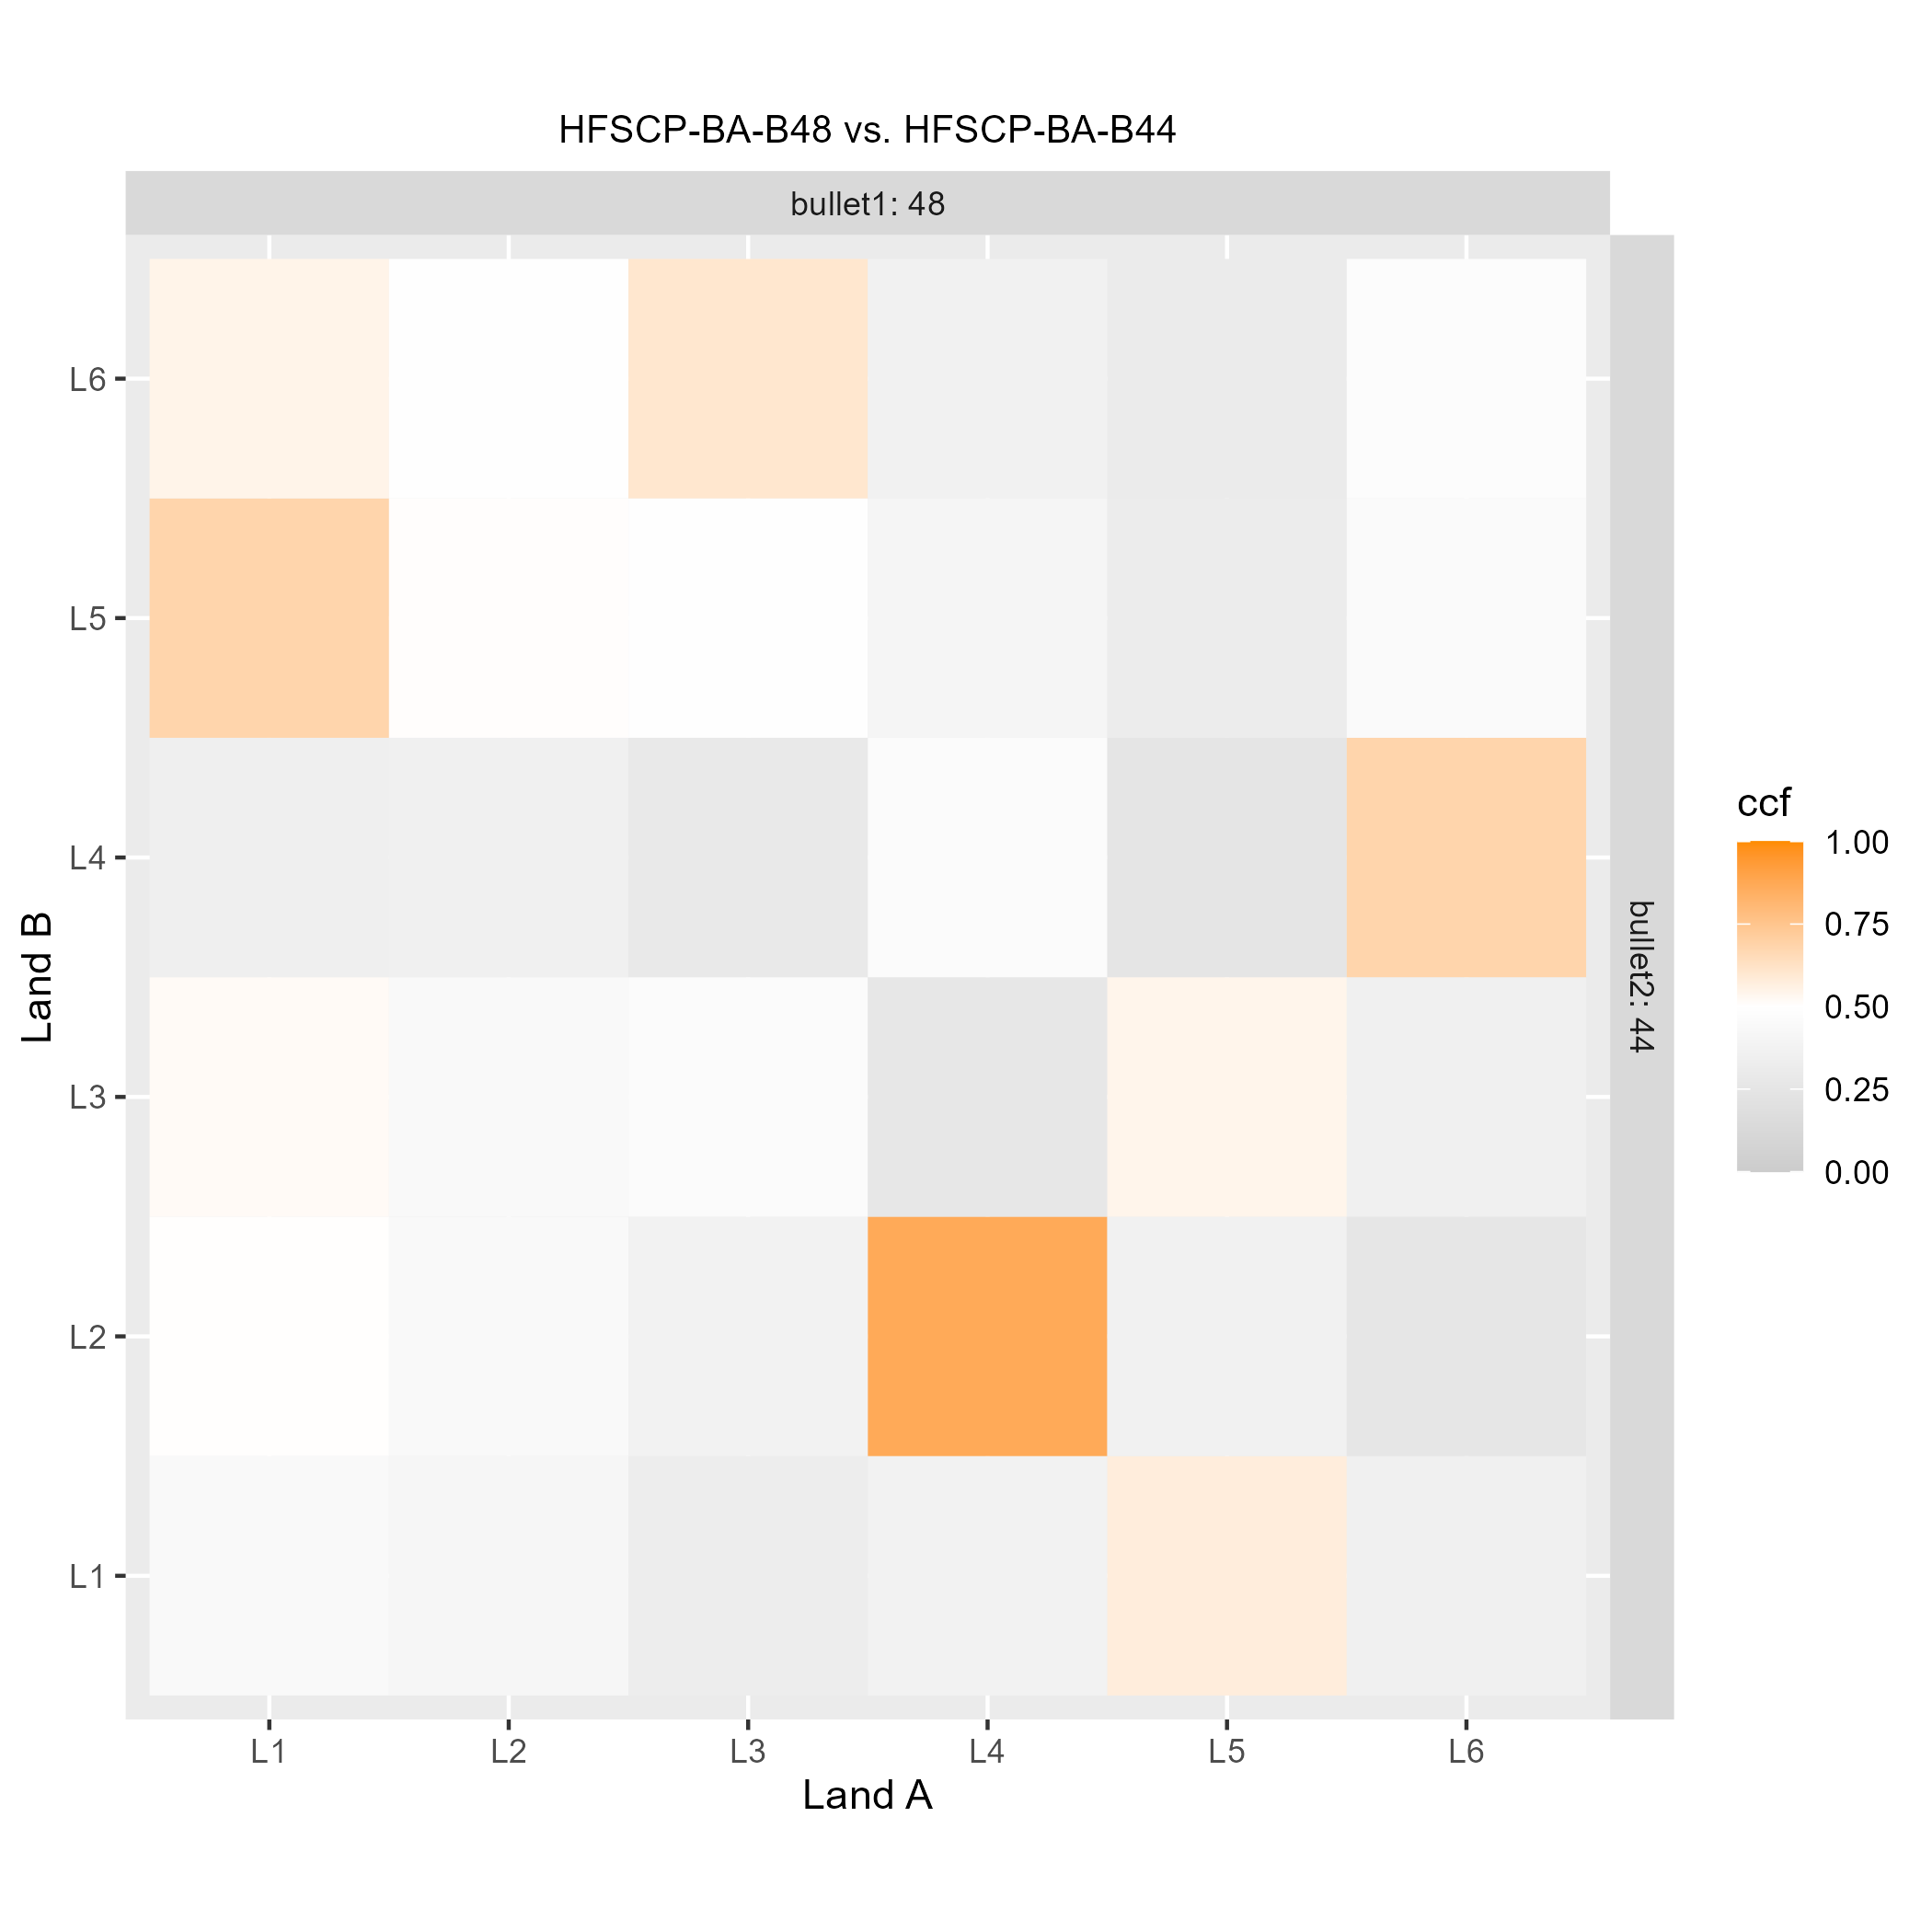 HFSCP-BA-B48 vs. HFSCP-BA-B44
bullet1: 48
L6
L5
L4
L3
L2
L1
Land B
L1 L2 L3 L4 L5 L6
Land A
bullet2: 44
ccf
1.00
0.75
0.50
0.25
0.00